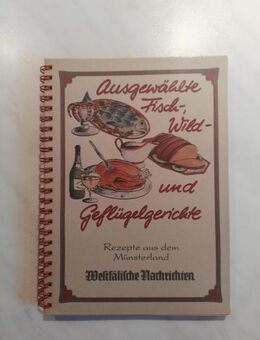 Ausgewählte
Fisch-,
Wild-
und
Geflügelgerichte
Rezepte aus dem
Münsterland
Westfälische Nachrichten